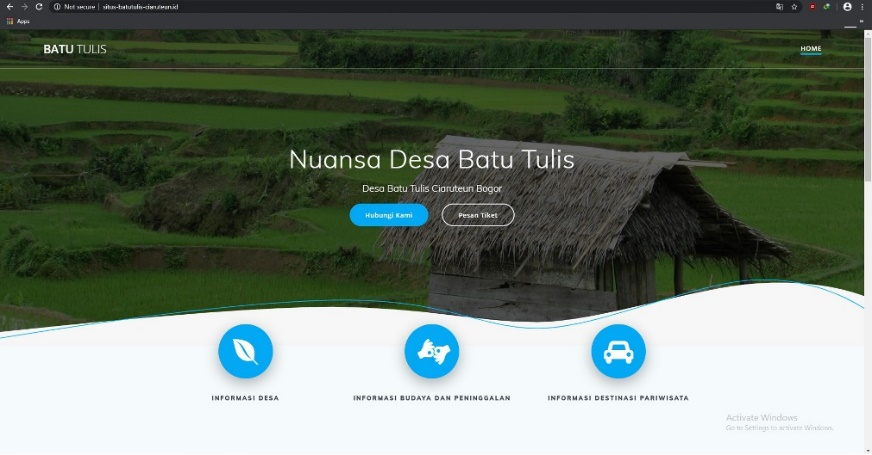 Not secure | situs-batutulis-ciaruteun.id
Apps
BATU TULIS
HOME
Nuansa Desa Batu Tulis
Desa Batu Tulis Ciaruteun Bogor
Hubungi Kami
Pesan Tiket
INFORMASI DESA
INFORMASI BUDAYA DAN PENINGGALAN
INFORMASI DESTINASI PARIWISATA
Activate Windows
Go to Settings to activate Windows.